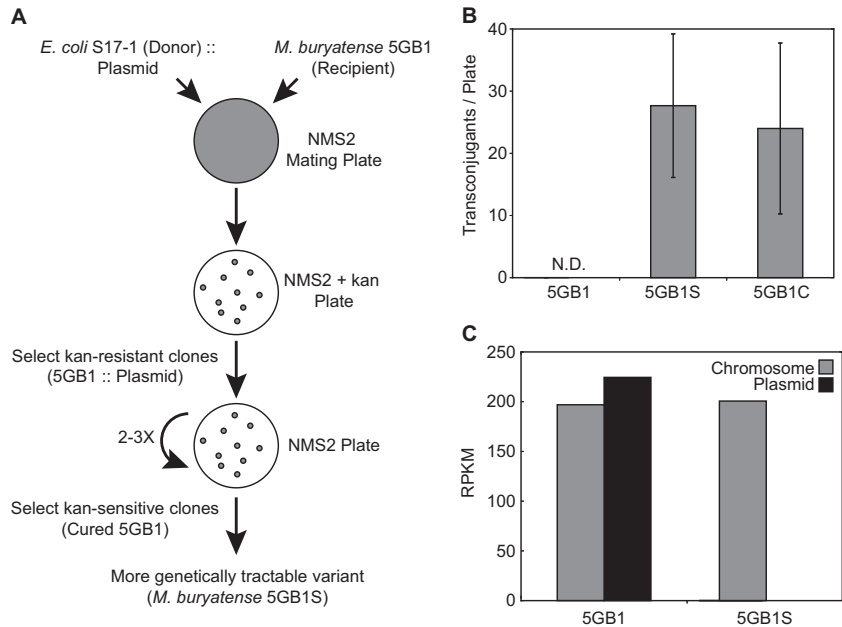 A
E. coli S17-1 (Donor) ::
Plasmid
M. buryatense 5GB1
(Recipient)
NMS2
Mating Plate
NMS2 + kan
Plate
Select kan-resistant clones
(5GB1 :: Plasmid)
2-3X
NMS2 Plate
Select kan-sensitive clones
(Cured 5GB1)
More genetically tractable variant
(M. buryatense 5GB1S)
B
Transconjugants / Plate
40
30
20
10
0
N.D.
5GB1
5GB1S
5GB1C
C
RPKM
250
200
150
100
50
0
Chromosome
Plasmid
5GB1
5GB1S